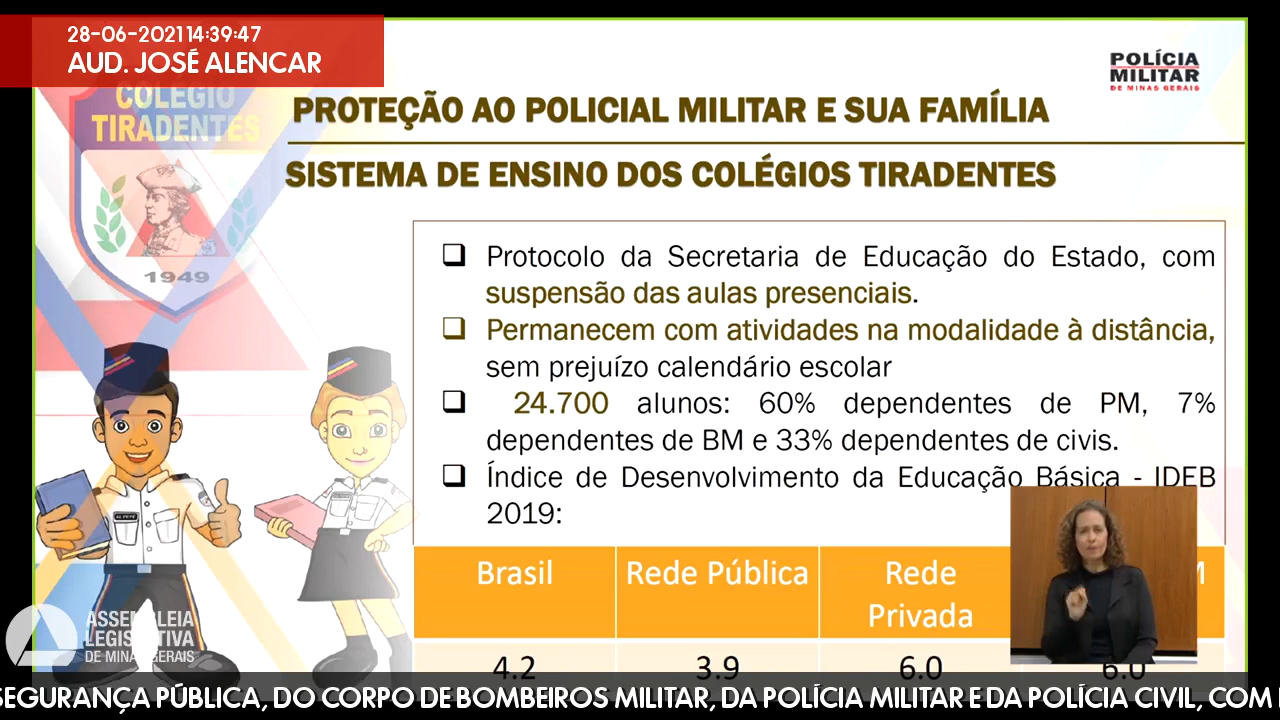 28-06-2021 14:39:47
AUD. JOSÉ ALENCAR
POLÍCIA
MILITAR
DE MINAS GERAIS
COLÉGIO
TIRADENTES
1949
PROTEÇÃO AO POLICIAL MILITAR E SUA FAMÍLIA
SISTEMA DE ENSINO DOS COLÉGIOS TIRADENTES
Protocolo da Secretaria de Educação do Estado, com
suspensão das aulas presenciais.
Permanecem com atividades na modalidade à distância,
sem prejuízo calendário escolar
24.700 alunos: 60% dependentes de PM, 7%
dependentes de BM e 33% dependentes de civis.
Índice de Desenvolvimento da Educação Básica - IDEB
2019:
Brasil Rede Pública Rede
Privada
4.2 3.9 6.0 6.0
ASSEMBLEIA
LEGISLATIVA
DE MINAS GERAIS
SEGURANÇA PÚBLICA, DO CORPO DE BOMBEIROS MILITAR, DA POLÍCIA MILITAR E DA POLÍCIA CIVIL, COM